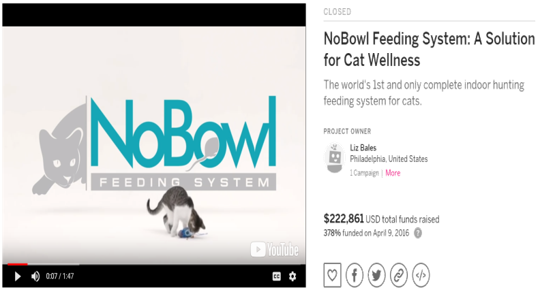 NoBowl
FEEDING SYSTEM
YouTube
0:07 / 1:47
CC
CLOSED
NoBowl Feeding System: A Solution
for Cat Wellness
The world's 1st and only complete indoor hunting
feeding system for cats.
PROJECT OWNER
Liz Bales
Philadelphia, United States
1 Campaign | More
$222,861 USD total funds raised
378% funded on April 9, 2016 ?
f
</>